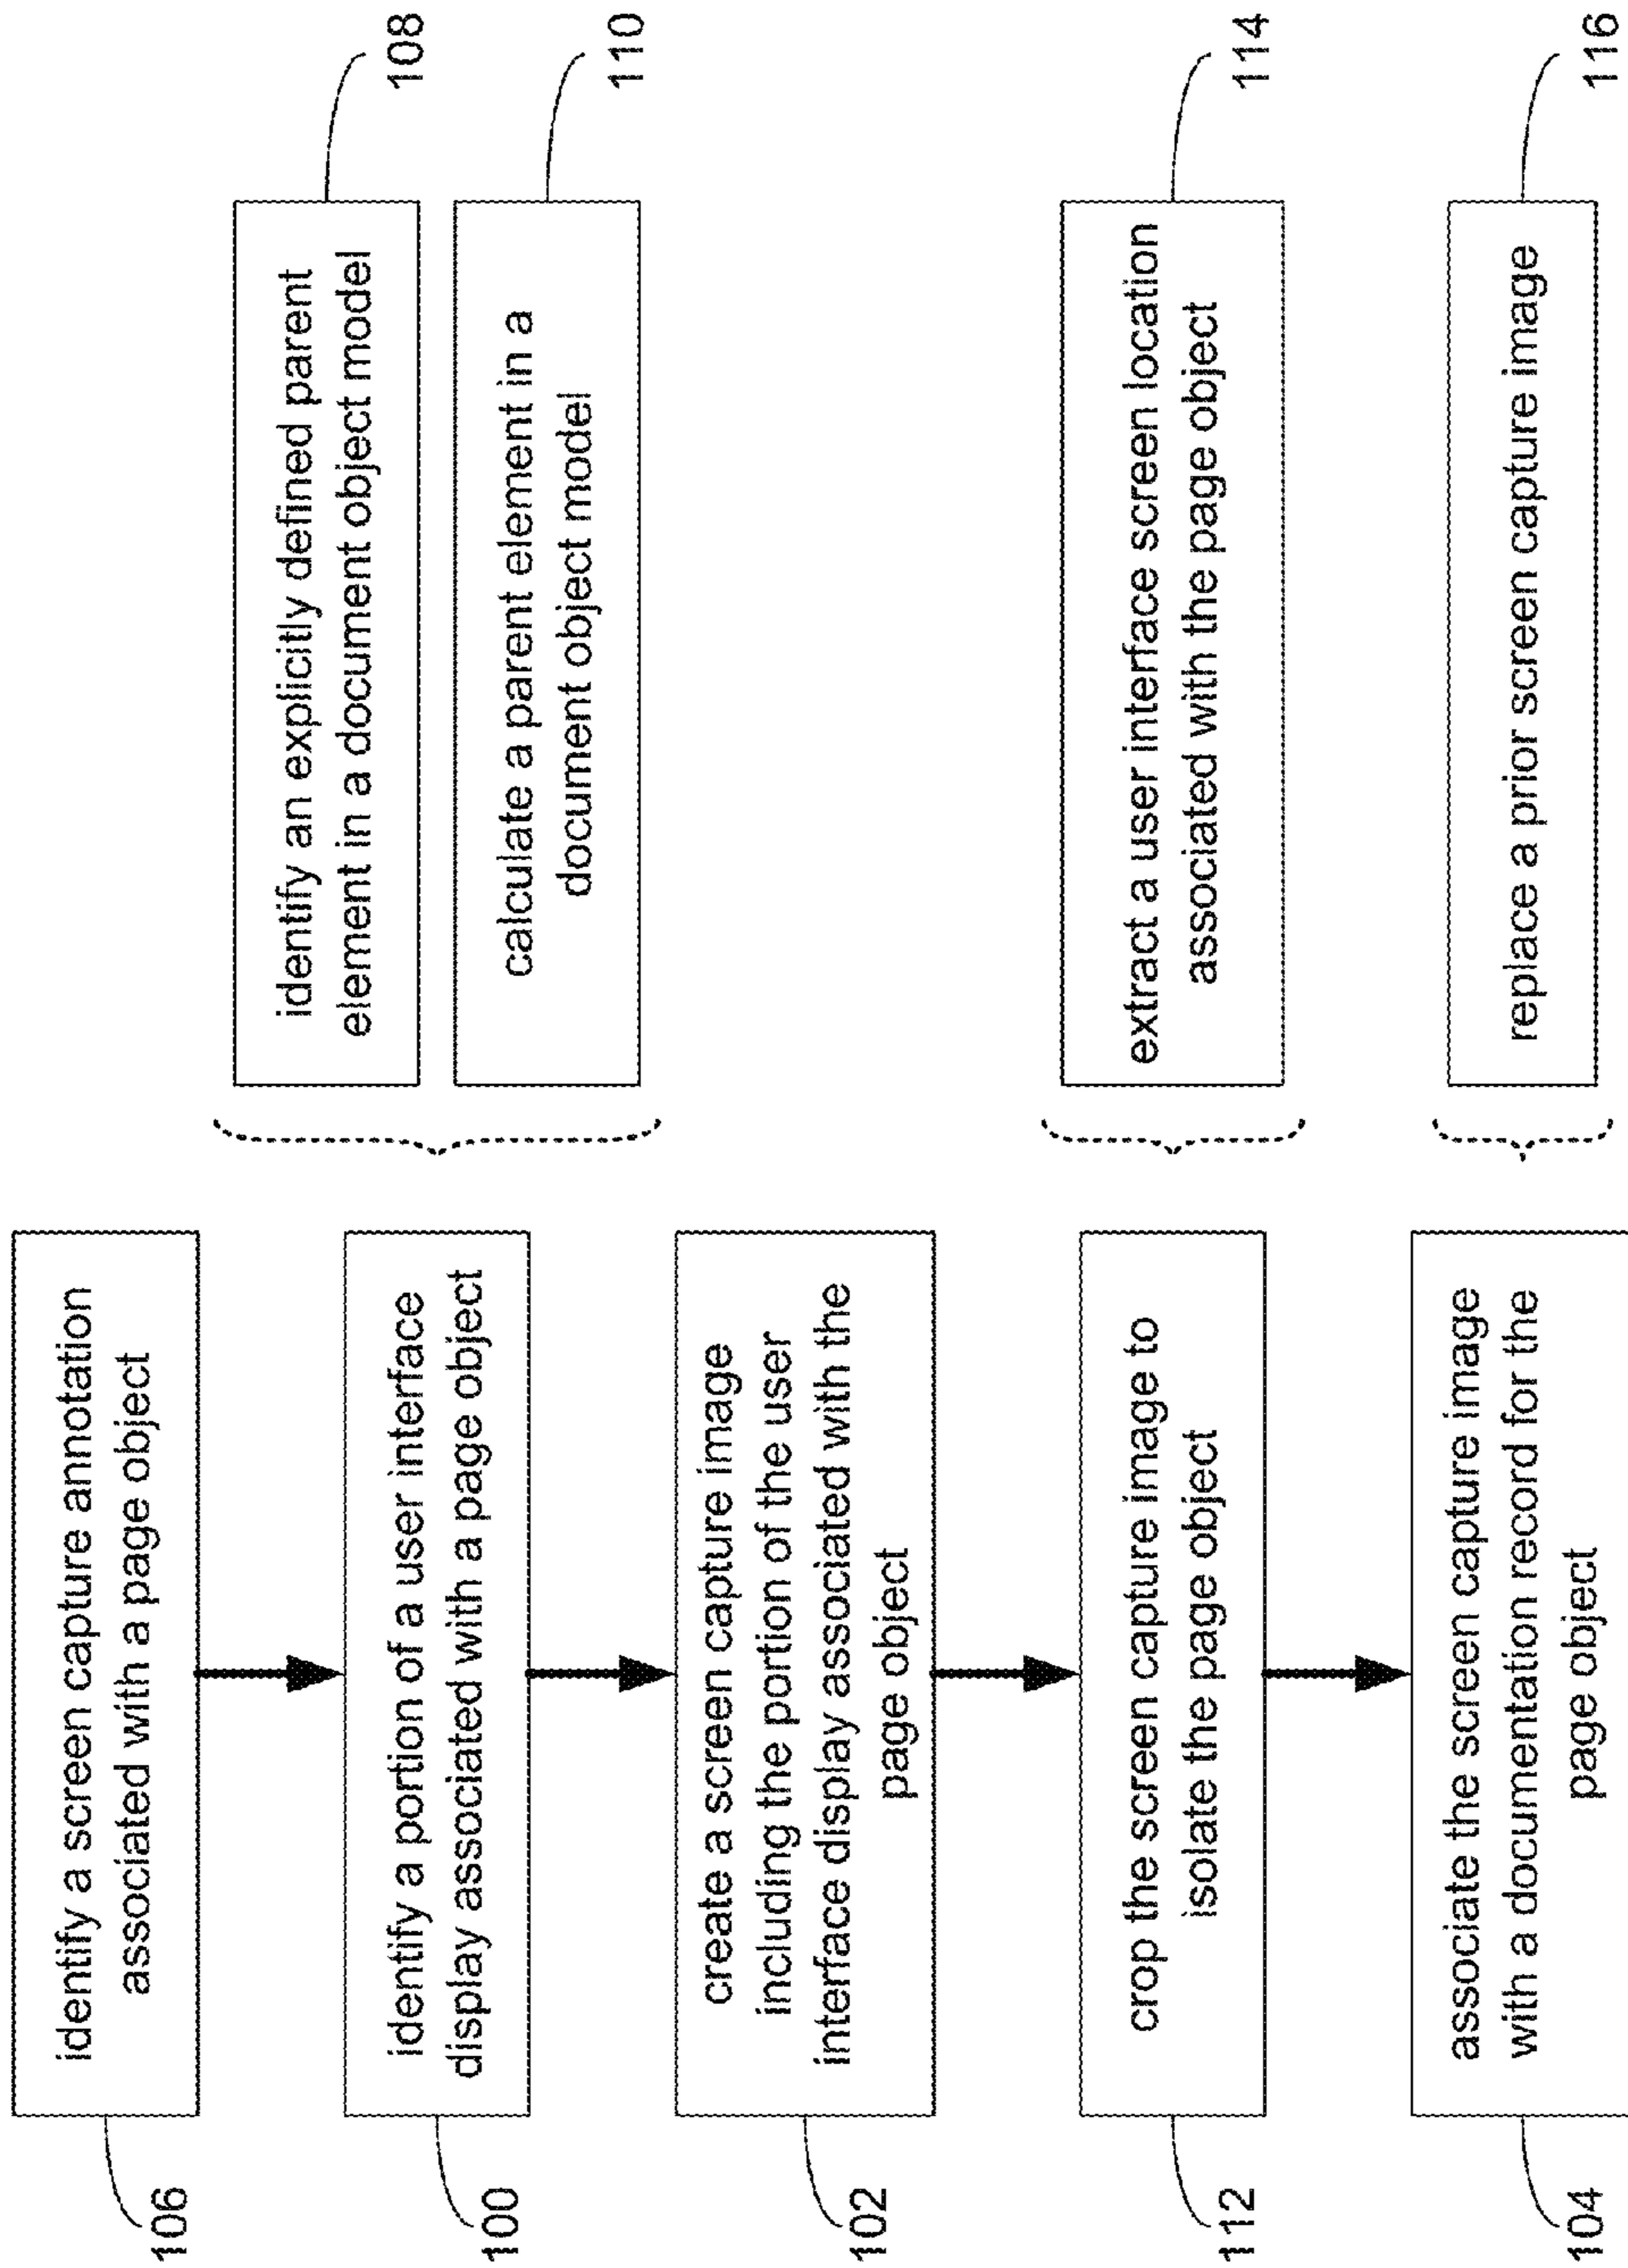 106
identify a screen capture annotation
associated with a page object
100
identify a portion of a user interface
display associated with a page object
identify an explicitly defined parent
element in a document object model
108
calculate a parent element in a
document object model
110
102
create a screen capture image
including the portion of the user
interface display associated with the
page object
112
crop the screen capture image to
isolate the page object
extract a user interface screen location
associated with the page object
114
104
associate the screen capture image
with a documentation record for the
page object
replace a prior screen capture image
116